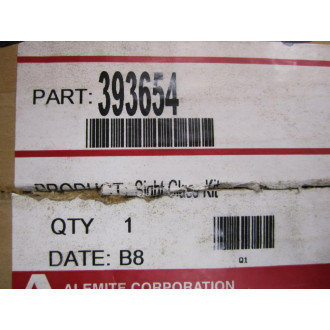 PART: 393654
PRODUCT: Sight Glass Kit
QTY 1
DATE: B8
Q1
ALEMITE CORPORATION